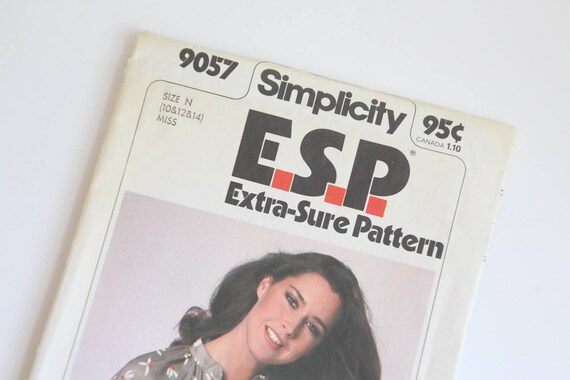 9057
Simplicity
95¢
CANADA 1.10
SIZE N
(10&12&14)
MISS
E.S.P.®
Extra-Sure Pattern